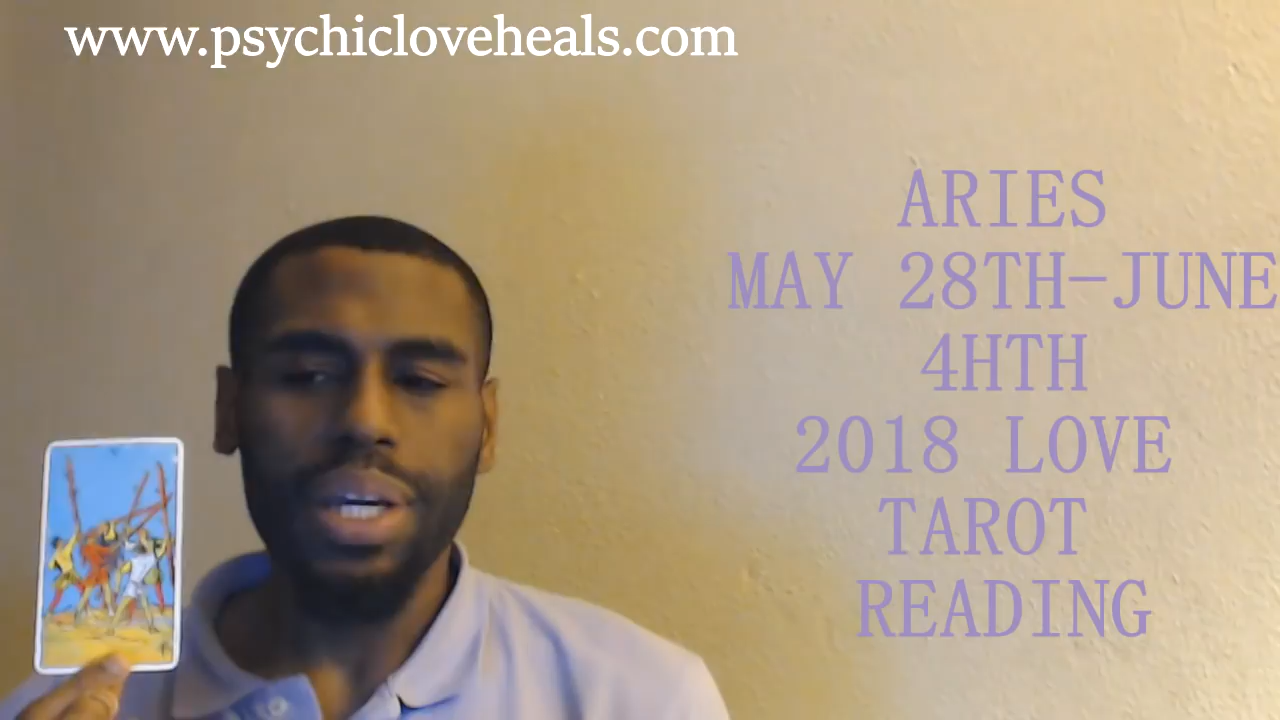 www.psychicloveheals.com
ARIES
MAY 28TH-JUNE
4HTH
2018 LOVE
TAROT
READING